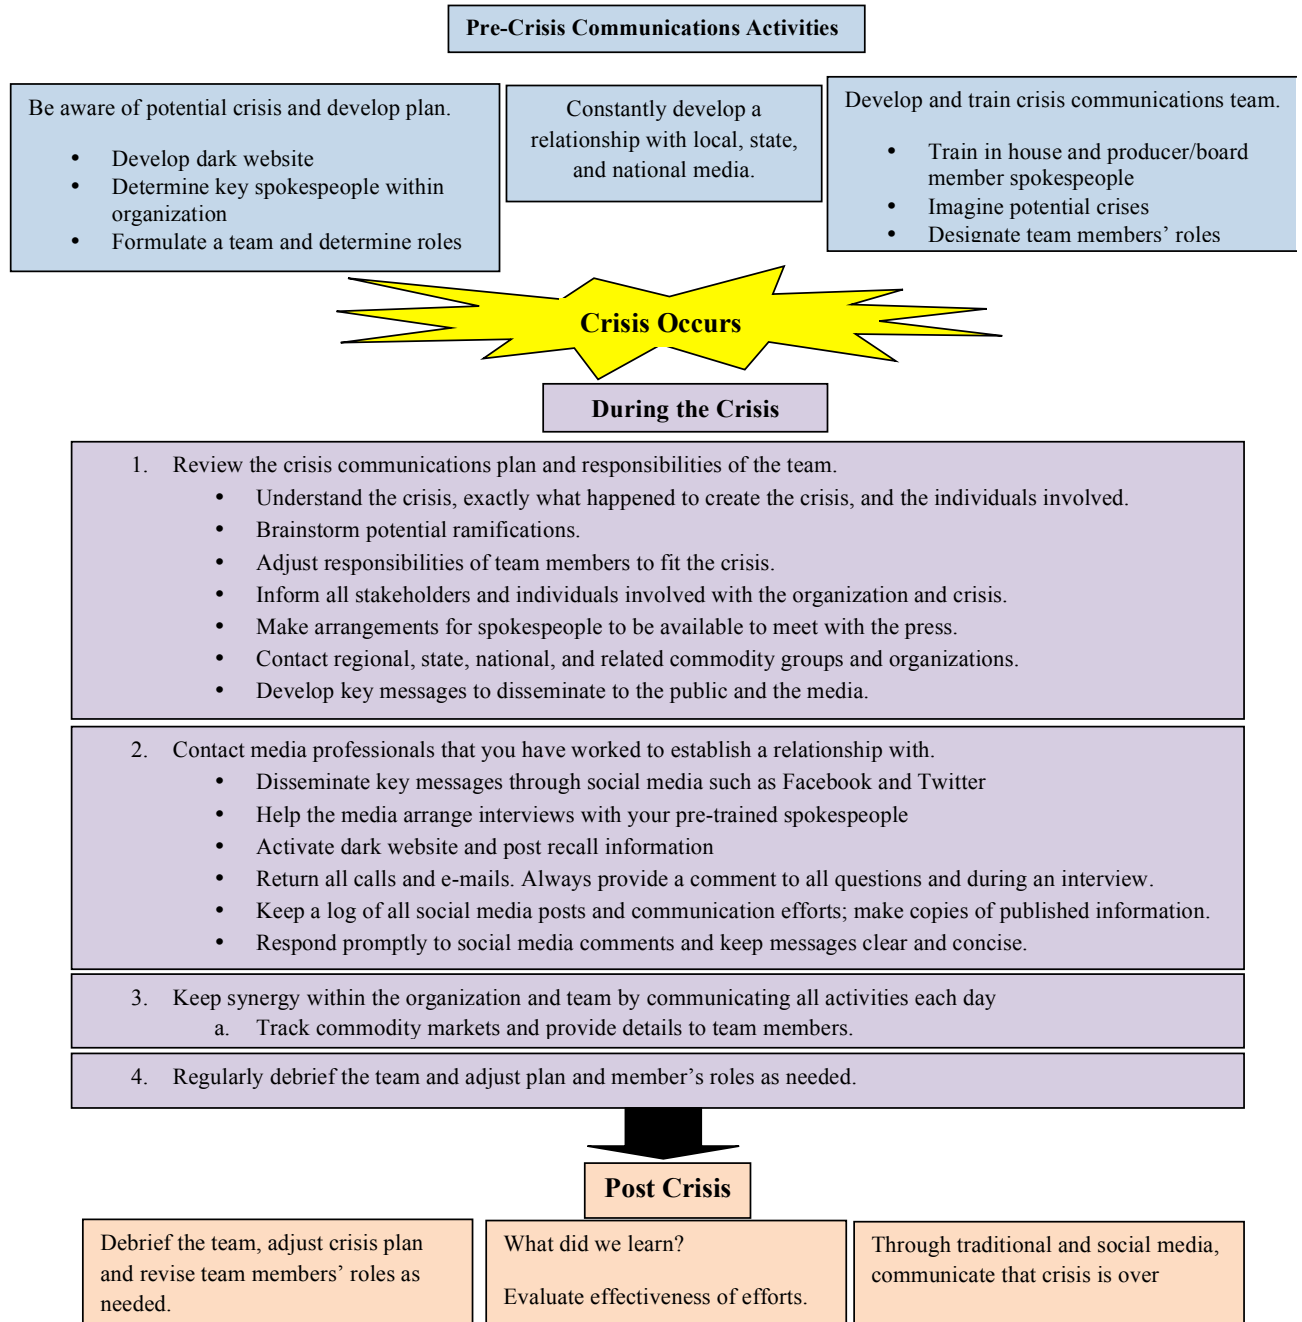 Pre-Crisis Communications Activities
Be aware of potential crisis and develop plan.
• Develop dark website
• Determine key spokespeople within
organization
• Formulate a team and determine roles
Constantly develop a
relationship with local, state,
and national media.
Develop and train crisis communications team.
• Train in house and producer/board
member spokespeople
• Imagine potential crises
• Designate team members’ roles
Crisis Occurs
During the Crisis
1. Review the crisis communications plan and responsibilities of the team.
• Understand the crisis, exactly what happened to create the crisis, and the individuals involved.
• Brainstorm potential ramifications.
• Adjust responsibilities of team members to fit the crisis.
• Inform all stakeholders and individuals involved with the organization and crisis.
• Make arrangements for spokespeople to be available to meet with the press.
• Contact regional, state, national, and related commodity groups and organizations.
• Develop key messages to disseminate to the public and the media.
2. Contact media professionals that you have worked to establish a relationship with.
• Disseminate key messages through social media such as Facebook and Twitter
• Help the media arrange interviews with your pre-trained spokespeople
• Activate dark website and post recall information
• Return all calls and e-mails. Always provide a comment to all questions and during an interview.
• Keep a log of all social media posts and communication efforts; make copies of published information.
• Respond promptly to social media comments and keep messages clear and concise.
3. Keep synergy within the organization and team by communicating all activities each day
a. Track commodity markets and provide details to team members.
4. Regularly debrief the team and adjust plan and member’s roles as needed.
Post Crisis
Debrief the team, adjust crisis plan
and revise team members’ roles as
needed.
What did we learn?
Evaluate effectiveness of efforts.
Through traditional and social media,
communicate that crisis is over